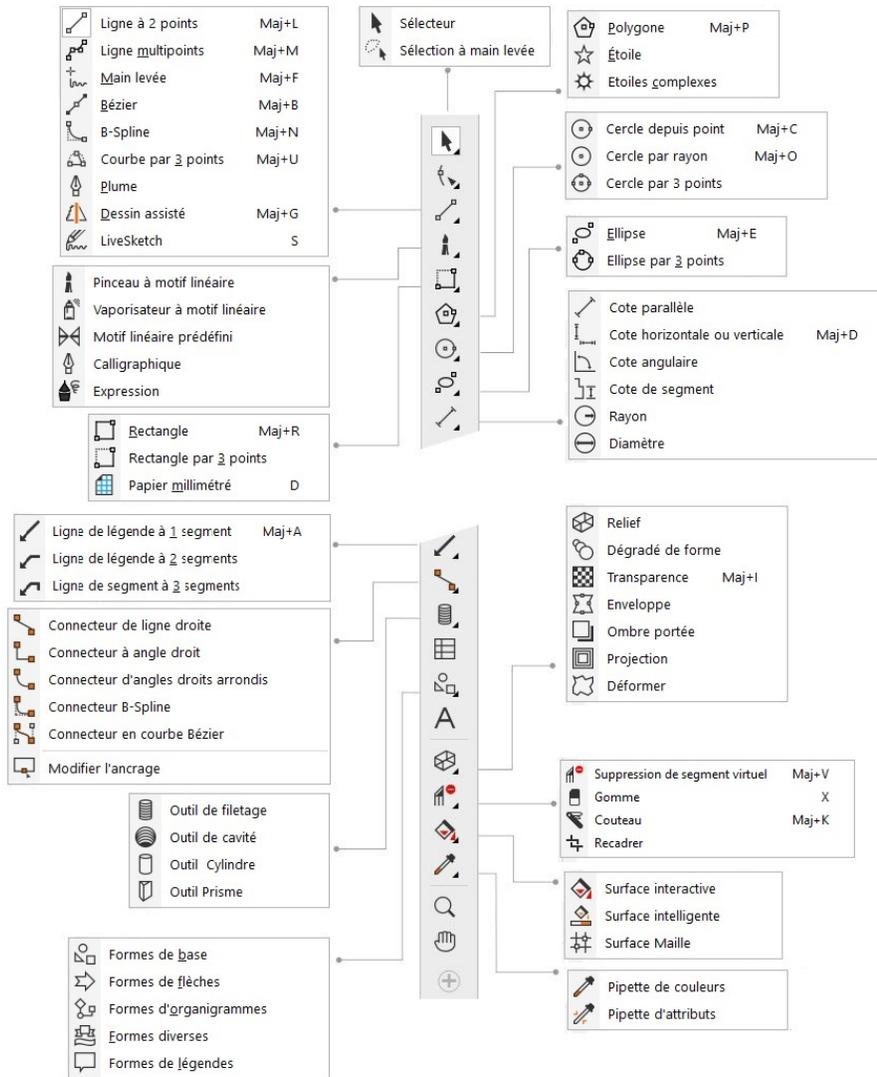 Ligne à 2 points Maj+L
Ligne multipoints Maj+M
Main levée Maj+F
Bézier Maj+B
B-Spline Maj+N
Courbe par 3 points Maj+U
Plume
Dessin assisté Maj+G
LiveSketch S
Sélecteur
Sélection à main levée
Polygone Maj+P
Étoile
Etoiles complexes
Cercle depuis point Maj+C
Cercle par rayon Maj+O
Cercle par 3 points
Ellipse Maj+E
Ellipse par 3 points
Pinceau à motif linéaire
Vaporisateur à motif linéaire
Motif linéaire prédéfini
Calligraphique
Expression
Cote parallèle
Cote horizontale ou verticale Maj+D
Cote angulaire
Cote de segment
Rayon
Diamètre
Rectangle Maj+R
Rectangle par 3 points
Papier millimétré D
Ligne de légende à 1 segment Maj+A
Ligne de légende à 2 segments
Ligne de segment à 3 segments
Relief
Dégradé de forme
Transparence Maj+I
Enveloppe
Ombre portée
Projection
Déformer
Connecteur de ligne droite
Connecteur à angle droit
Connecteur d'angles droits arrondis
Connecteur B-Spline
Connecteur en courbe Bézier
Modifier l'ancrage
A
Suppression de segment virtuel Maj+V
Gomme X
Couteau Maj+K
Recadrer
Outil de filetage
Outil de cavité
Outil Cylindre
Outil Prisme
Surface interactive
Surface intelligente
Surface Maille
Formes de base
Formes de flèches
Formes d'organigrammes
Formes diverses
Formes de légendes
Pipette de couleurs
Pipette d'attributs